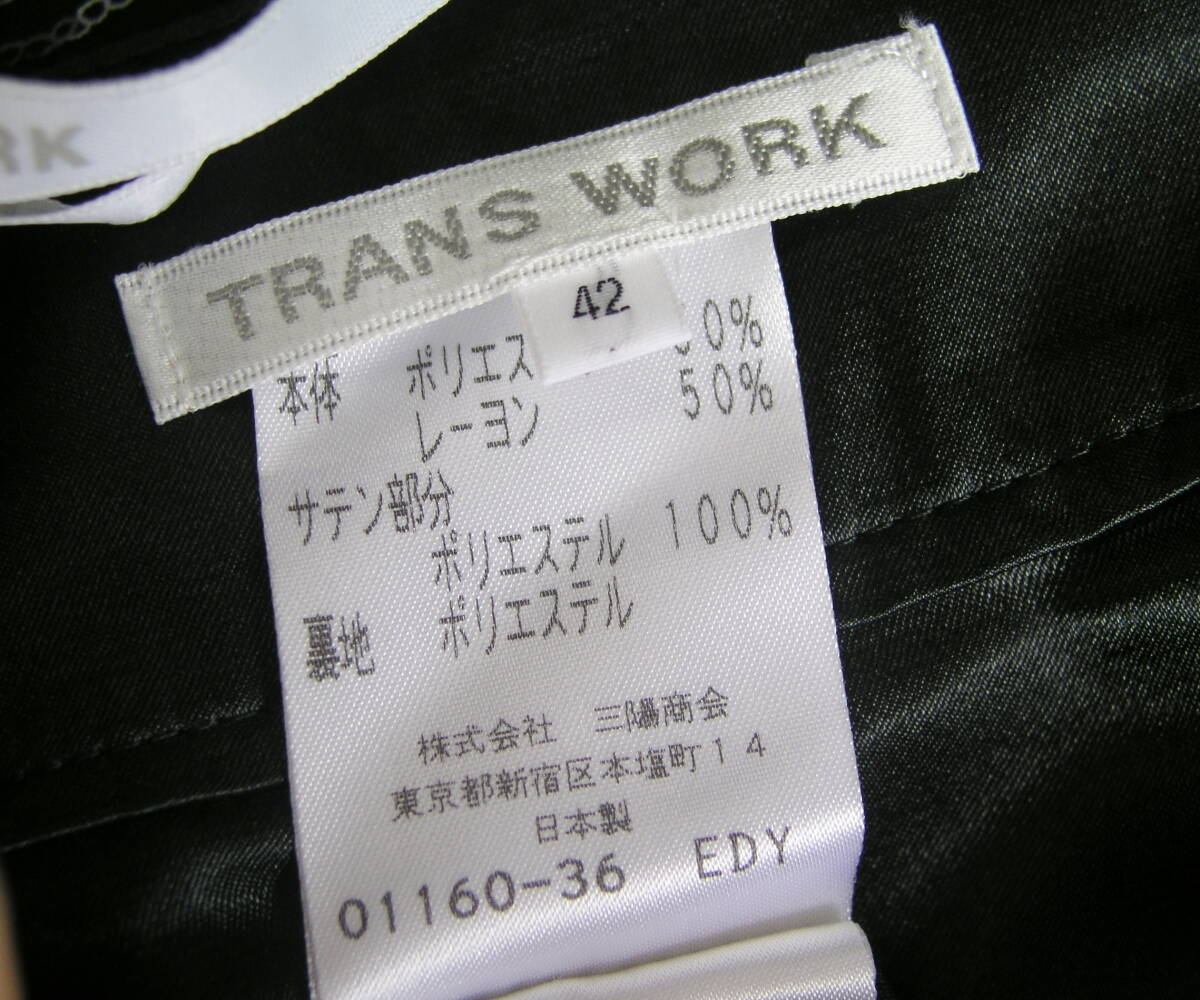 RK
TRANS WORK
42
本体 ポリエス 0%
レーヨン 50%
サテン部分
ポリエステル 100%
裏地 ポリエステル
株式会社 三陽商会
東京都新宿区本塩町14
日本製
01160-36 EDY